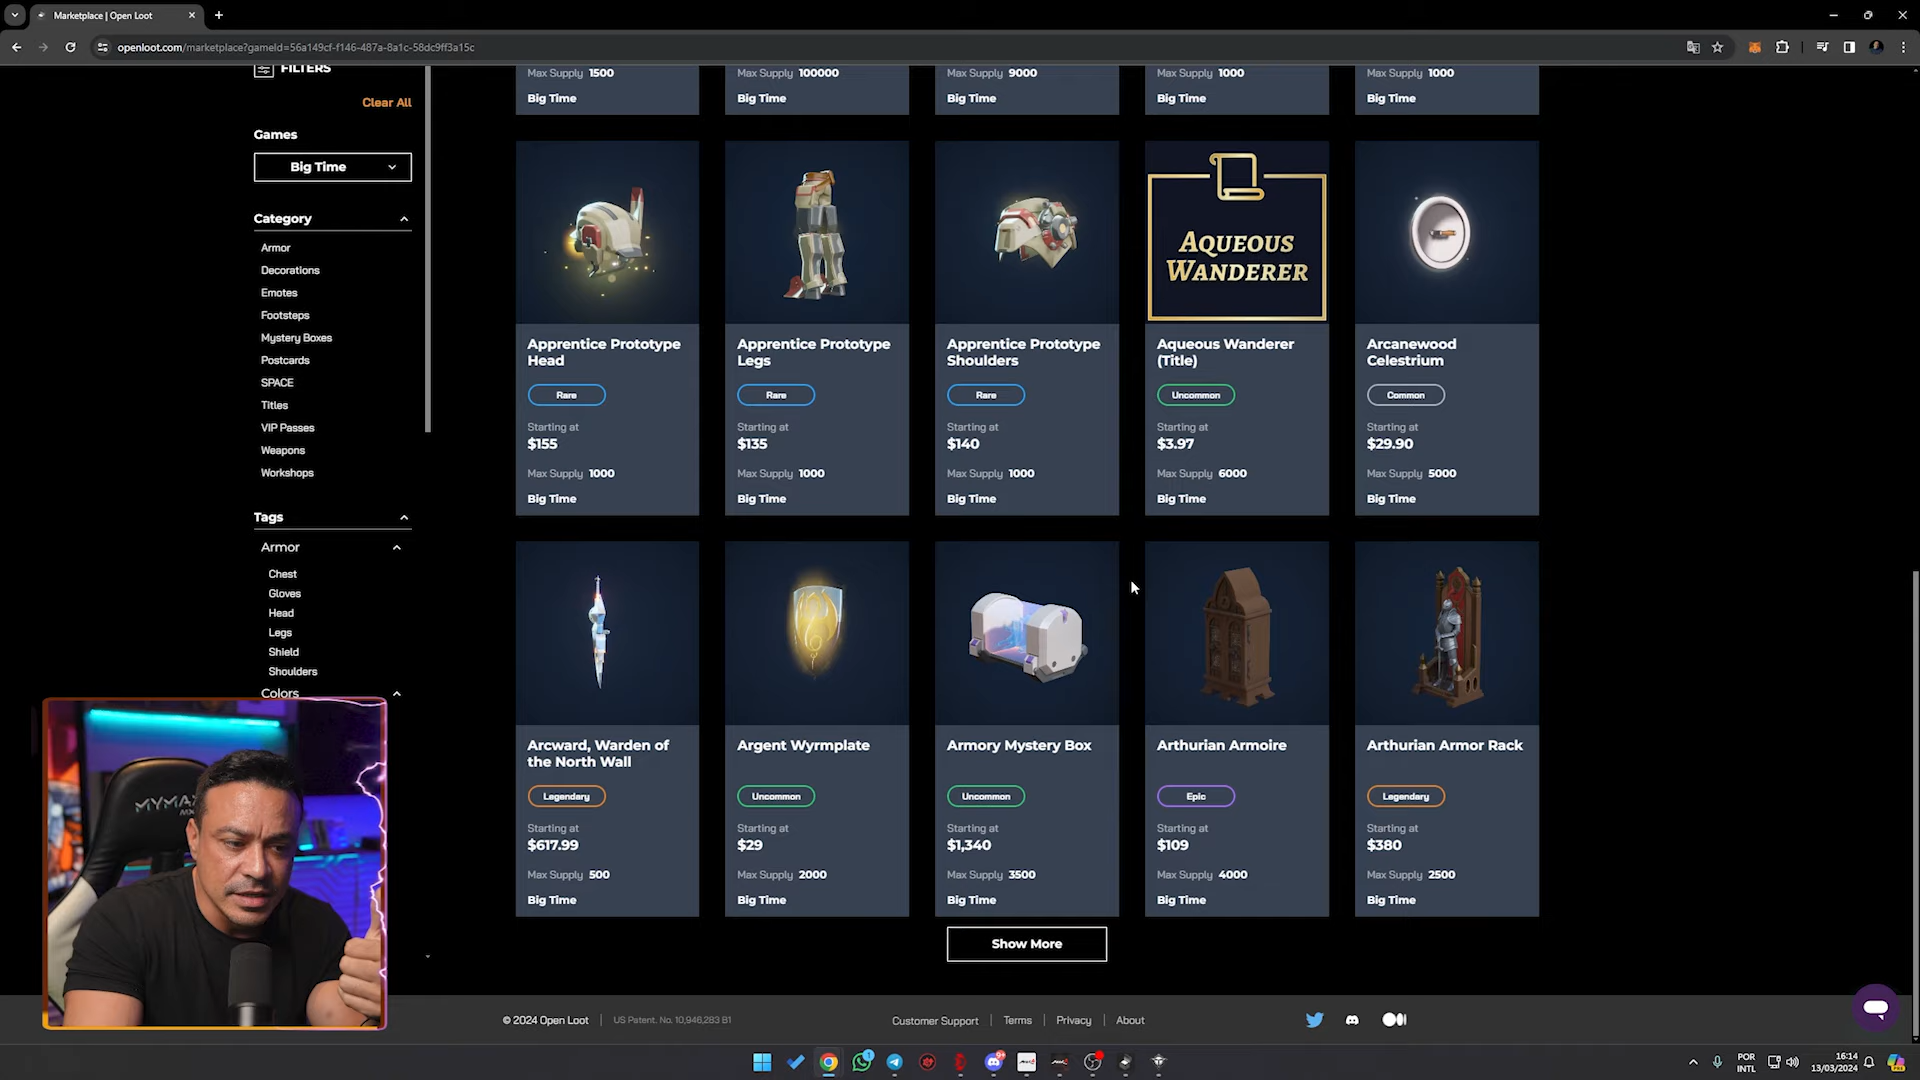 Marketplace | Open Loot
openloot.com/marketplace?gameId=56a149cf-f146-487a-8a1c-58dc9ff3a15c
FILTERS
Clear All
Games
Big Time
Category
Armor
Decorations
Emotes
Footsteps
Mystery Boxes
Postcards
SPACE
Titles
VIP Passes
Weapons
Workshops
Tags
Armor
Chest
Gloves
Head
Legs
Shield
Shoulders
Colors
Max Supply 1500
Big Time
Max Supply 100000
Big Time
Max Supply 9000
Big Time
Max Supply 1000
Big Time
Max Supply 1000
Big Time
Apprentice Prototype
Head
Rare
Starting at
$155
Max Supply 1000
Big Time
Apprentice Prototype
Legs
Rare
Starting at
$135
Max Supply 1000
Big Time
Apprentice Prototype
Shoulders
Rare
Starting at
$140
Max Supply 1000
Big Time
AQUEOUS
WANDERER
Aqueous Wanderer
(Title)
Uncommon
Starting at
$3.97
Max Supply 6000
Big Time
Arcanewood
Celestrium
Common
Starting at
$29.90
Max Supply 5000
Big Time
Arcward, Warden of
the North Wall
Legendary
Starting at
$617.99
Max Supply 500
Big Time
Argent Wyrmplate
Uncommon
Starting at
$29
Max Supply 2000
Big Time
Armory Mystery Box
Uncommon
Starting at
$1,340
Max Supply 3500
Big Time
Arthurian Armoire
Epic
Starting at
$109
Max Supply 4000
Big Time
Arthurian Armor Rack
Legendary
Starting at
$380
Max Supply 2500
Big Time
Show More
MYMAX
© 2024 Open Loot
US Patent. No. 10,946,283 B1
Customer Support
Terms
Privacy
About
POR
INTL
16:14
13/03/2024